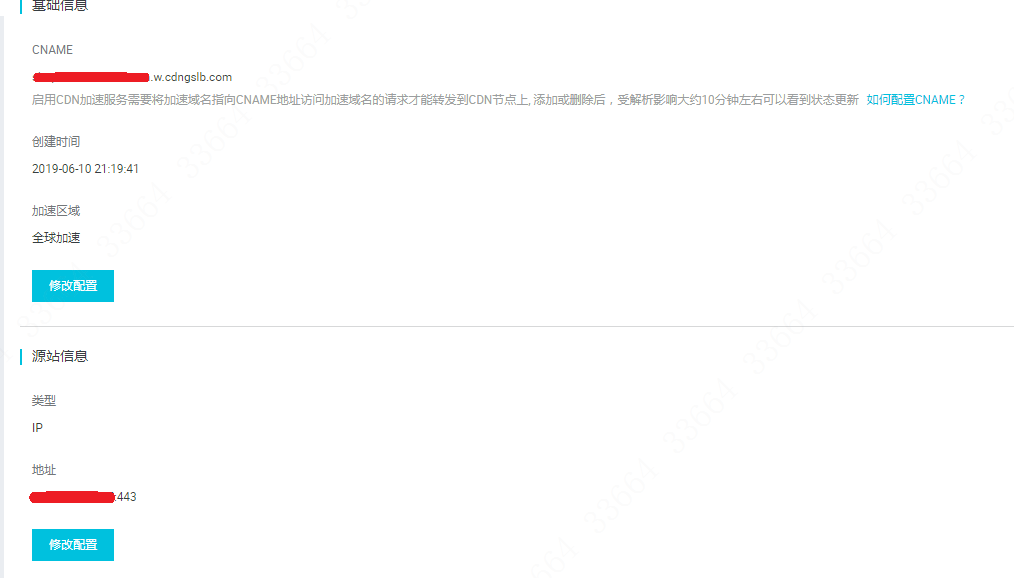 基础信息
CNAME
.w.cdngslb.com
启用CDN加速服务需要将加速域名指向CNAME地址访问加速域名的请求才能转发到CDN节点上, 添加或删除后，受解析影响大约10分钟左右可以看到状态更新 如何配置CNAME？
创建时间
2019-06-10 21:19:41
加速区域
全球加速
修改配置
源站信息
类型
IP
地址
:443
修改配置